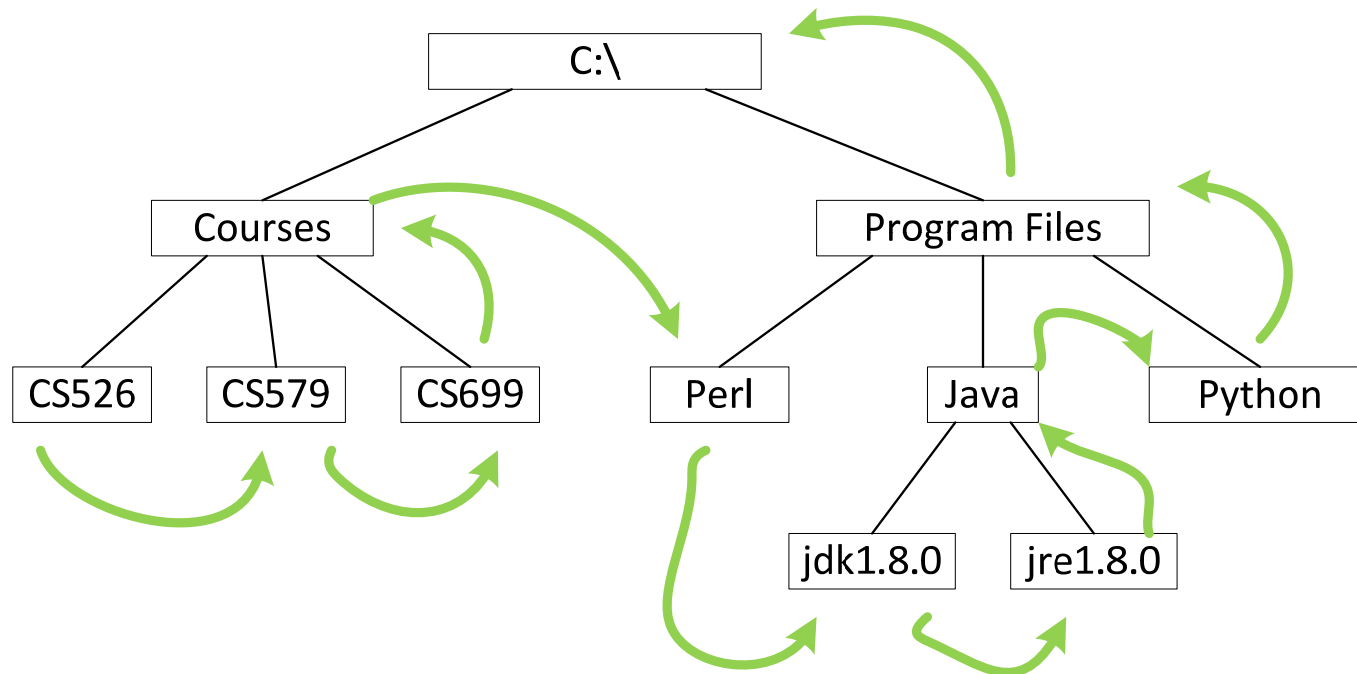 C:\
Courses
Program Files
CS526
CS579
CS699
Perl
Java
Python
jdk1.8.0
jre1.8.0